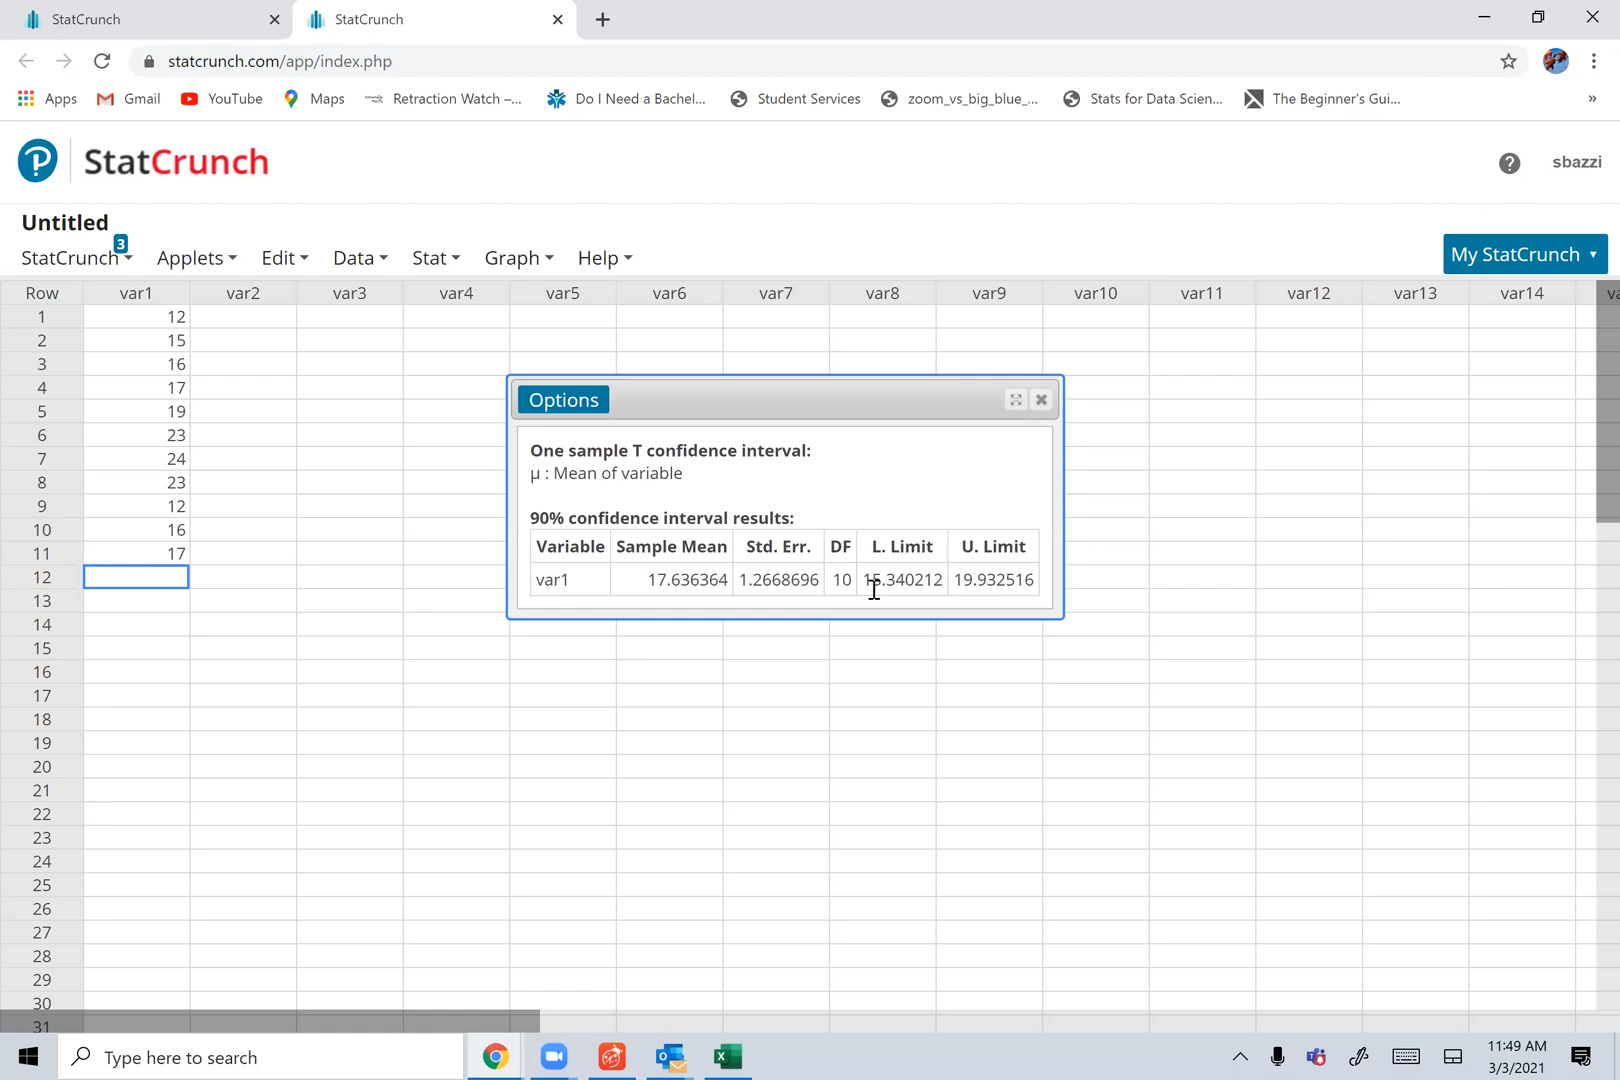 StatCrunch StatCrunch
statcrunch.com/app/index.php
Apps Gmail YouTube Maps Retraction Watch –... Do I Need a Bachel... Student Services zoom_vs_big_blue_... Stats for Data Scien... The Beginner's Gui... »
StatCrunch sbazzi
Untitled
3
StatCrunch Applets Edit Data Stat Graph Help My StatCrunch
Row var1 var2 var3 var4 var5 var6 var7 var8 var9 var10 var11 var12 var13 var14 va
1 12
2 15
3 16
4 17
5 19
6 23
7 24
8 23
9 12
10 16
11 17
12
13
14
15
16
17
18
19
20
21
22
23
24
25
26
27
28
29
30
31
Options
One sample T confidence interval:
μ : Mean of variable
90% confidence interval results:
Variable Sample Mean Std. Err. DF L. Limit U. Limit
var1 17.636364 1.2668696 10 15.340212 19.932516
Type here to search
11:49 AM
3/3/2021